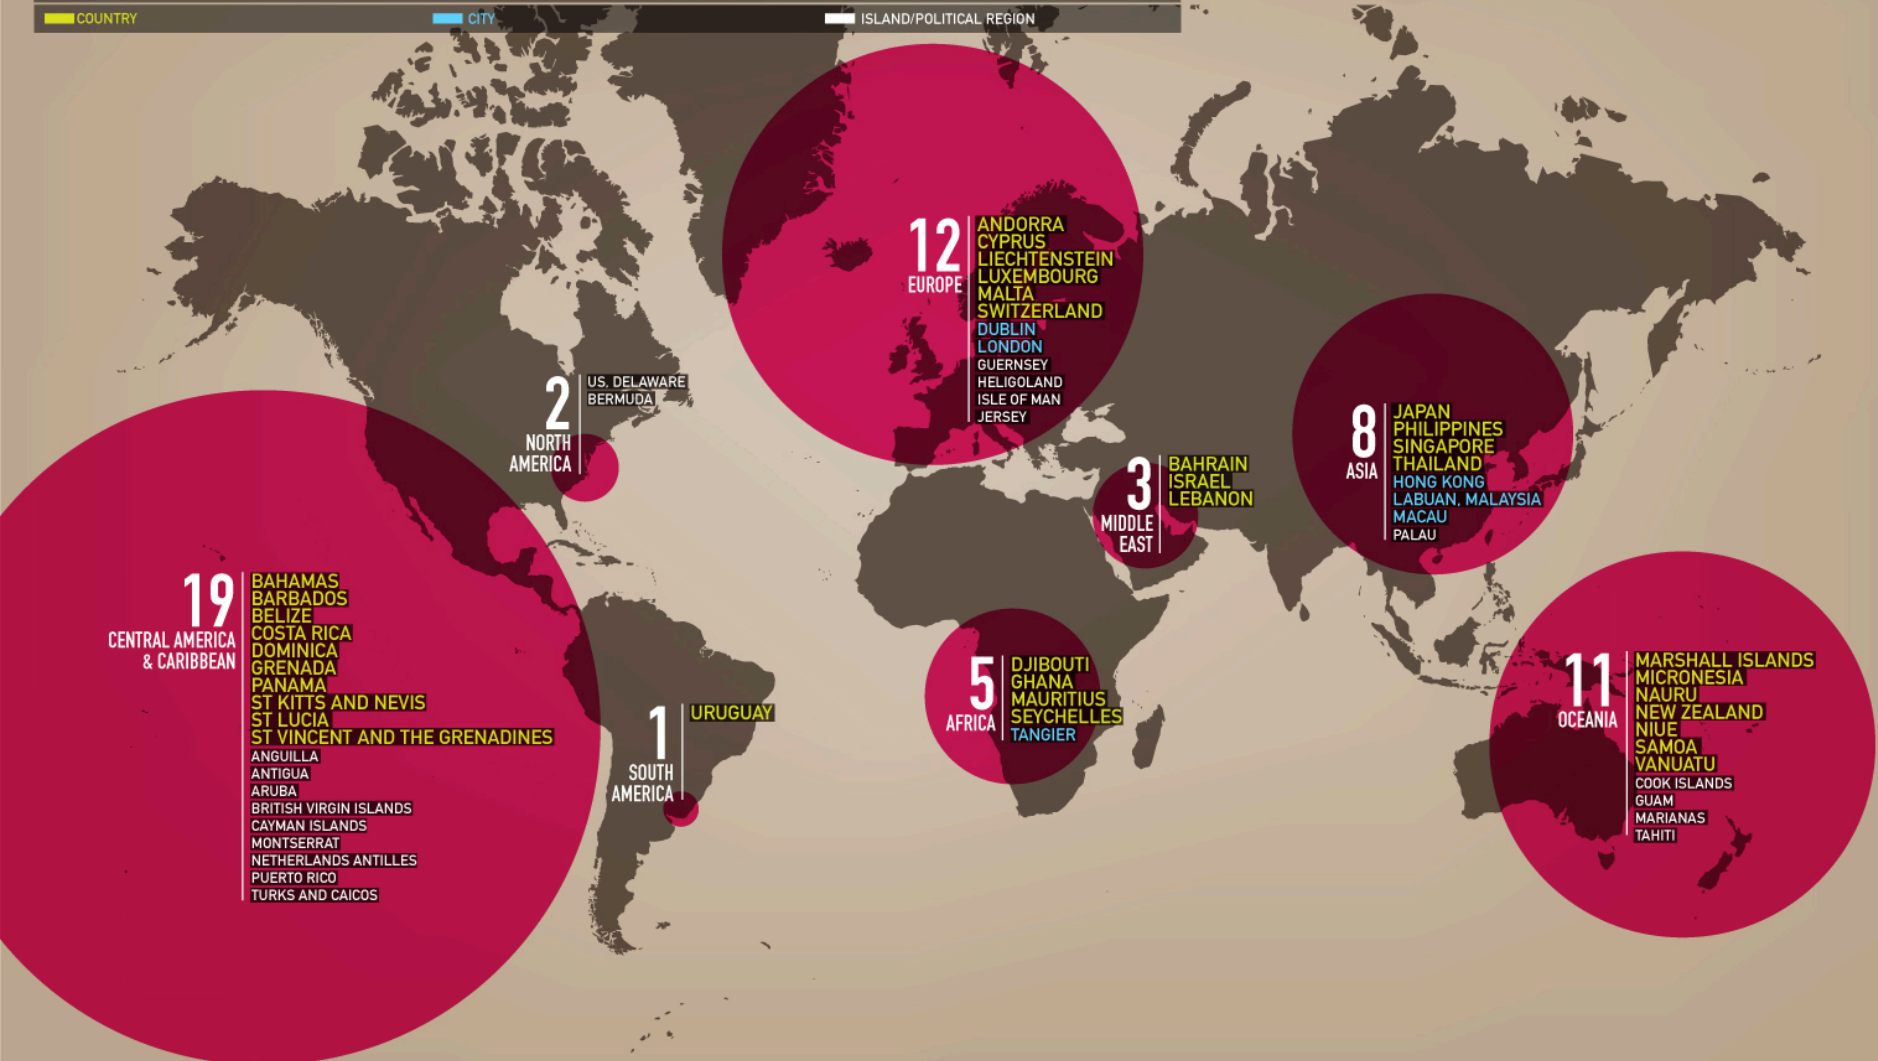 COUNTRY
CITY
ISLAND/POLITICAL REGION
12
EUROPE
ANDORRA
CYPRUS
LIECHTENSTEIN
LUXEMBOURG
MALTA
SWITZERLAND
DUBLIN
LONDON
GUERNSEY
HELIGOLAND
ISLE OF MAN
JERSEY
2
NORTH
AMERICA
US. DELAWARE
BERMUDA
8
ASIA
JAPAN
PHILIPPINES
SINGAPORE
THAILAND
HONG KONG
LABUAN, MALAYSIA
MACAU
PALAU
3
MIDDLE
EAST
BAHRAIN
ISRAEL
LEBANON
19
CENTRAL AMERICA
& CARIBBEAN
BAHAMAS
BARBADOS
BELIZE
COSTA RICA
DOMINICA
GRENADA
PANAMA
ST KITTS AND NEVIS
ST LUCIA
ST VINCENT AND THE GRENADINES
ANGUILLA
ANTIGUA
ARUBA
BRITISH VIRGIN ISLANDS
CAYMAN ISLANDS
MONTSERRAT
NETHERLANDS ANTILLES
PUERTO RICO
TURKS AND CAICOS
1
SOUTH
AMERICA
URUGUAY
5
AFRICA
DJIBOUTI
GHANA
MAURITIUS
SEYCHELLES
TANGIER
11
OCEANIA
MARSHALL ISLANDS
MICRONESIA
NAURU
NEW ZEALAND
NIUE
SAMOA
VANUATU
COOK ISLANDS
GUAM
MARIANAS
TAHITI